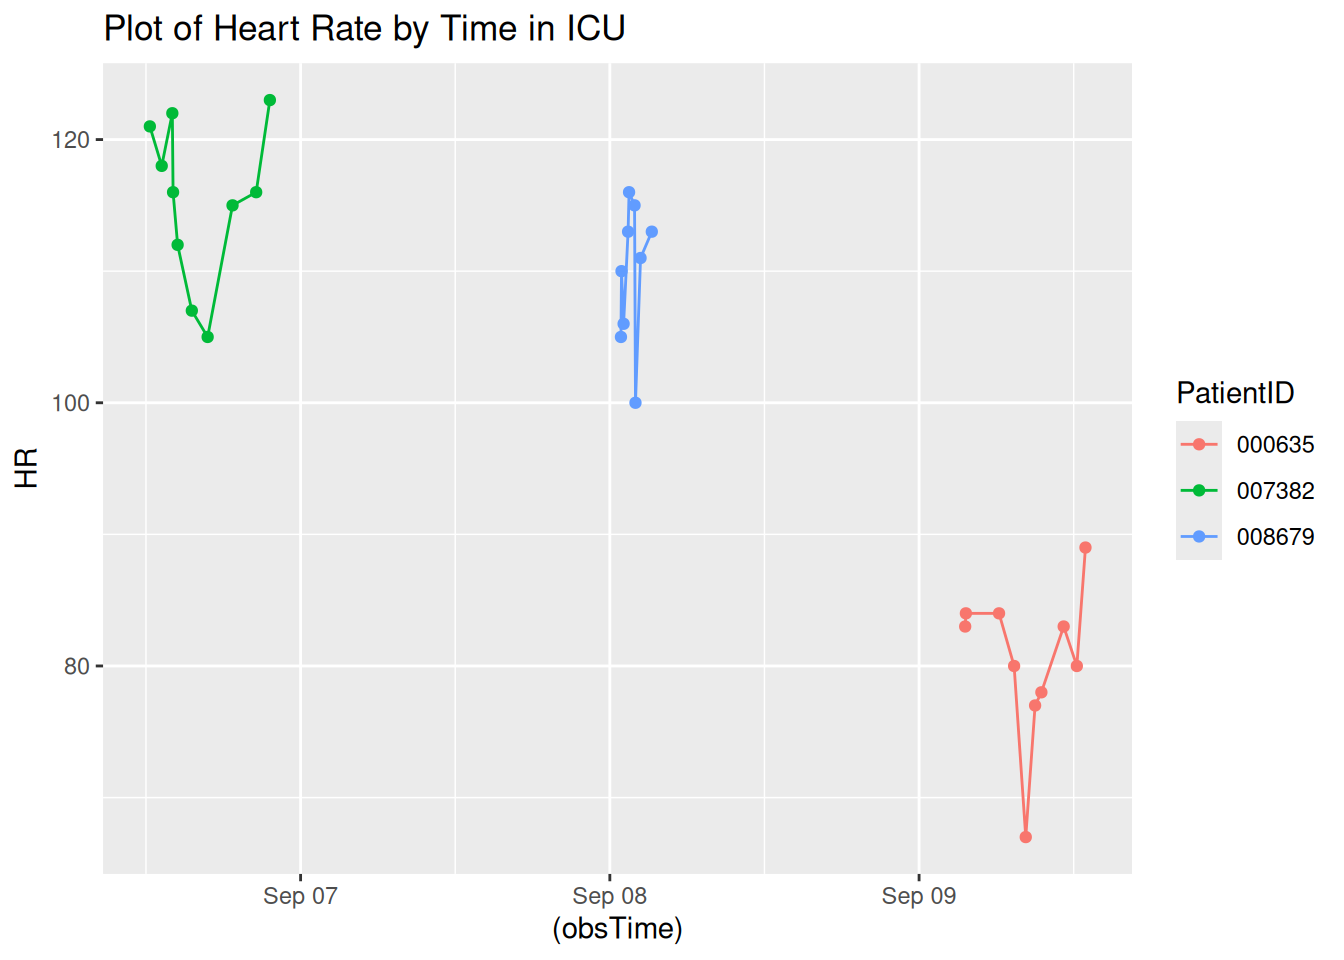 Plot of Heart Rate by Time in ICU
120
100
80
HR
Sep 07
Sep 08
Sep 09
(obsTime)
PatientID
000635
007382
008679